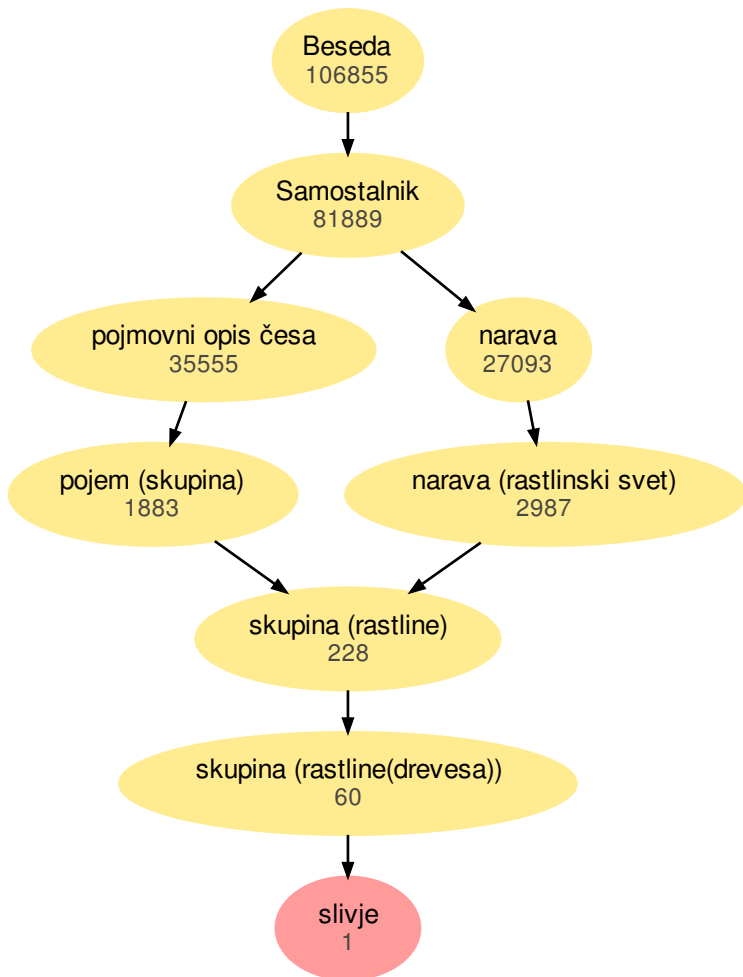 Beseda
106855
Samostalnik
81889
pojmovni opis česa
35555
narava
27093
pojem (skupina)
1883
narava (rastlinski svet)
2987
skupina (rastline)
228
skupina (rastline(drevesa))
60
slivje
1